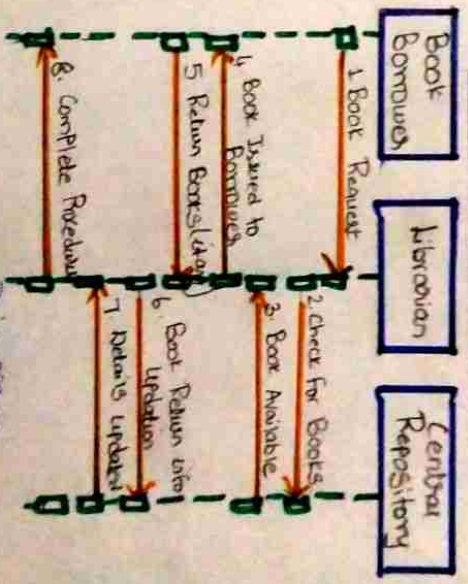 Book
Borrower
Librarian
Central
Repository
1 Book Request
2. Check for Books
3. Book Available
4. Book Issued to
Borrower
5 Return Books
6 Book Return info
updation
7 Details updated
8. Complete Procedure